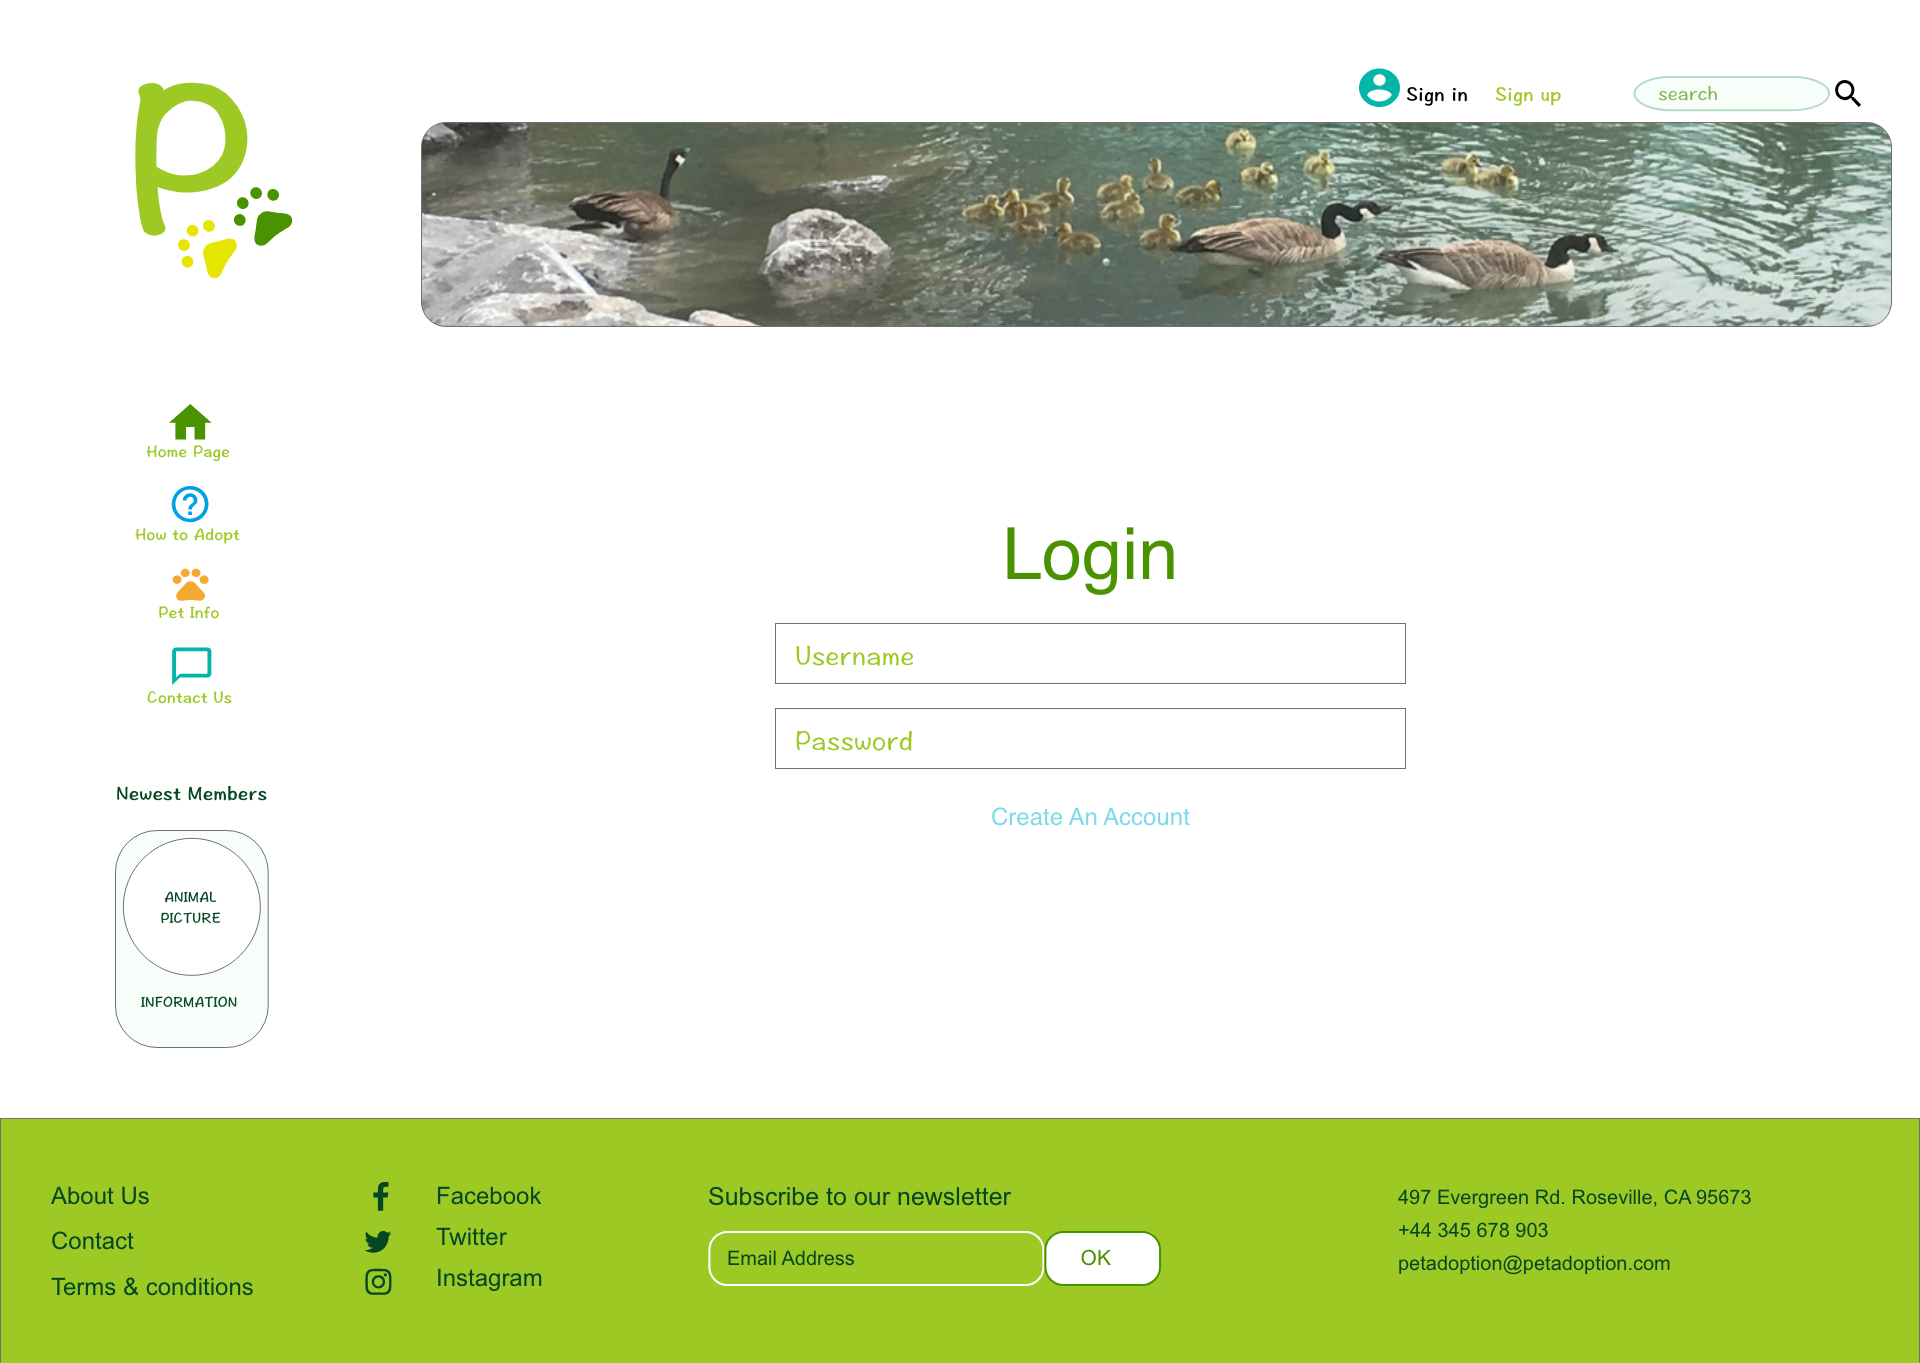 p
Sign in
Sign up
search
Home Page
How to Adopt
Pet Info
Contact Us
Newest Members
ANIMAL
PICTURE
INFORMATION
Login
Username
Password
Create An Account
About Us
Contact
Terms & conditions
Facebook
Twitter
Instagram
Subscribe to our newsletter
Email Address
OK
497 Evergreen Rd. Roseville, CA 95673
+44 345 678 903
petadoption@petadoption.com